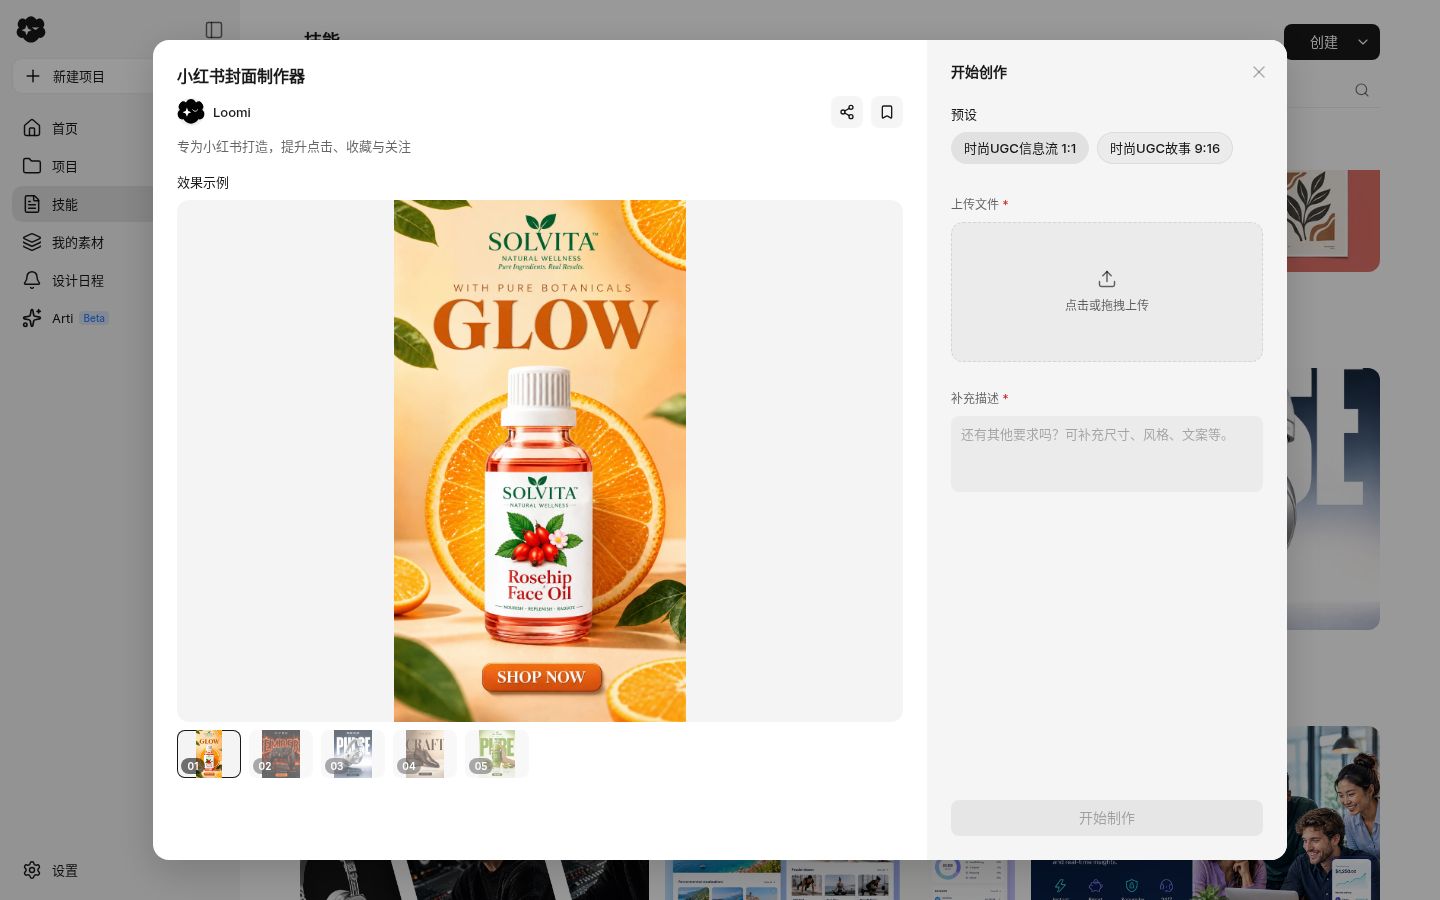 技能
创建
新建项目
首页
项目
技能
我的素材
设计日程
Arti Beta
设置
小红书封面制作器
Loomi
专为小红书打造，提升点击、收藏与关注
效果示例
SOLVITA™
NATURAL WELLNESS
Pure Ingredients. Real Results.
WITH PURE BOTANICALS
GLOW
SOLVITA™
NATURAL WELLNESS
Rosehip
Face Oil
NOURISH · REPLENISH · RADIATE
SHOP NOW
01
02
03
04
05
开始创作
预设
时尚UGC信息流 1:1
时尚UGC故事 9:16
上传文件 *
点击或拖拽上传
补充描述 *
还有其他要求吗？可补充尺寸、风格、文案等。
开始制作